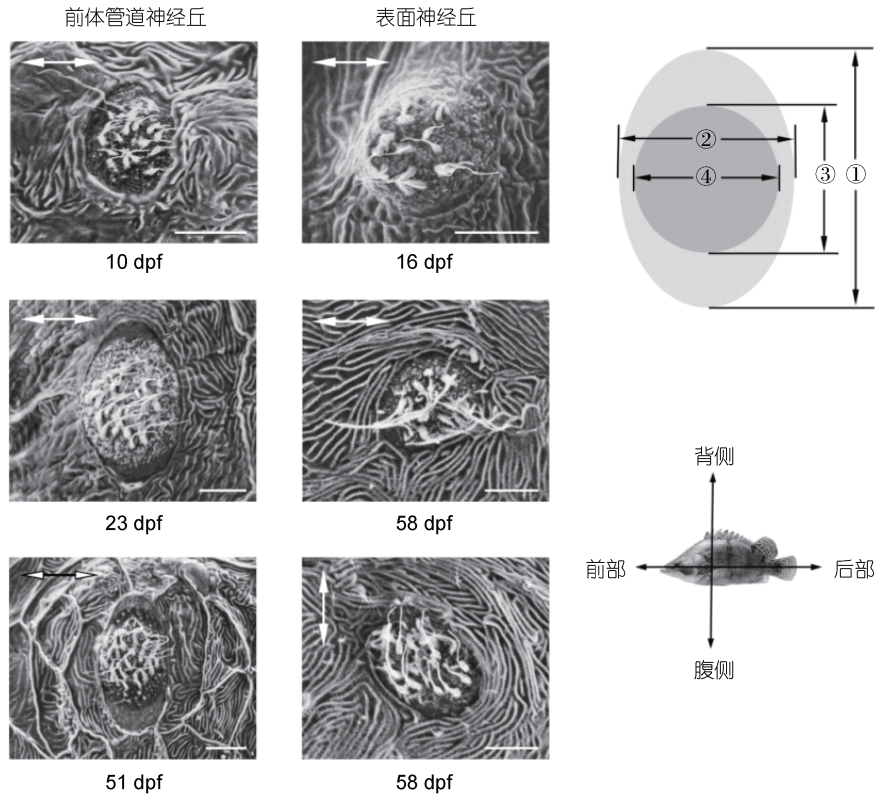 前体管道神经丘
表面神经丘
10 dpf
16 dpf
23 dpf
58 dpf
51 dpf
58 dpf
①
②
③
④
背侧
前部
后部
腹侧